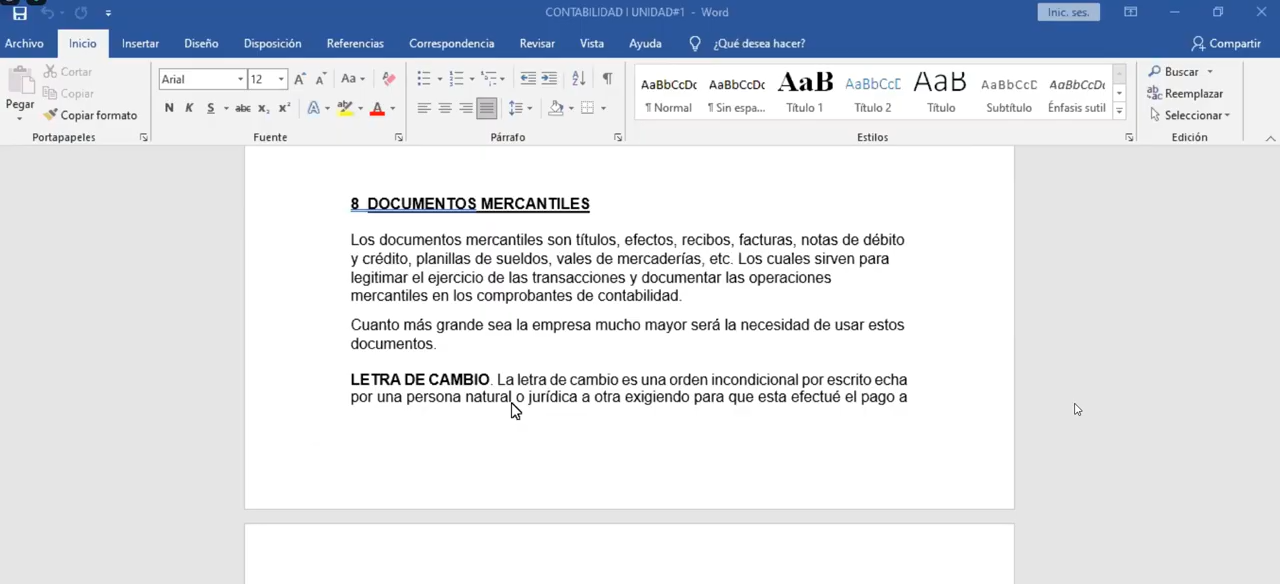 CONTABILIDAD I UNIDAD#1 - Word
Inic. ses.
Archivo Inicio Insertar Diseño Disposición Referencias Correspondencia Revisar Vista Ayuda ¿Qué desea hacer? Compartir
Pegar
Cortar
Copiar
Copiar formato
Portapapeles
Arial 12
N K S abc x₂ x²
Fuente
Párrafo
AaBbCcDc AaBbCcDc AaB AaBbCcD AaB AaBbCcD AaBbCcDc
¶ Normal ¶ Sin espa... Título 1 Título 2 Título Subtítulo Énfasis sutil
Estilos
Buscar
Reemplazar
Seleccionar
Edición
8 DOCUMENTOS MERCANTILES
Los documentos mercantiles son títulos, efectos, recibos, facturas, notas de débito
y crédito, planillas de sueldos, vales de mercaderías, etc. Los cuales sirven para
legitimar el ejercicio de las transacciones y documentar las operaciones
mercantiles en los comprobantes de contabilidad.
Cuanto más grande sea la empresa mucho mayor será la necesidad de usar estos
documentos.
LETRA DE CAMBIO. La letra de cambio es una orden incondicional por escrito echa
por una persona natural o jurídica a otra exigiendo para que esta efectué el pago a